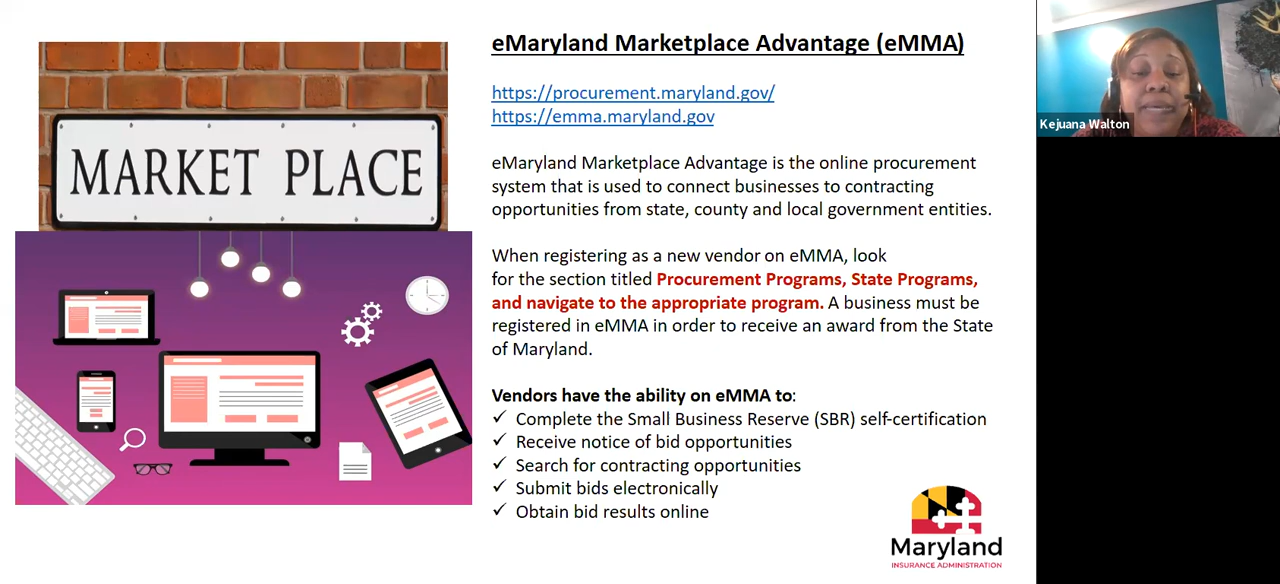 eMaryland Marketplace Advantage (eMMA)
https://procurement.maryland.gov/
https://emma.maryland.gov
eMaryland Marketplace Advantage is the online procurement
system that is used to connect businesses to contracting
opportunities from state, county and local government entities.
When registering as a new vendor on eMMA, look
for the section titled Procurement Programs, State Programs,
and navigate to the appropriate program. A business must be
registered in eMMA in order to receive an award from the State
of Maryland.
Vendors have the ability on eMMA to:
✓ Complete the Small Business Reserve (SBR) self-certification
✓ Receive notice of bid opportunities
✓ Search for contracting opportunities
✓ Submit bids electronically
✓ Obtain bid results online
MARKET PLACE
Maryland
INSURANCE ADMINISTRATION
Kejuana Walton